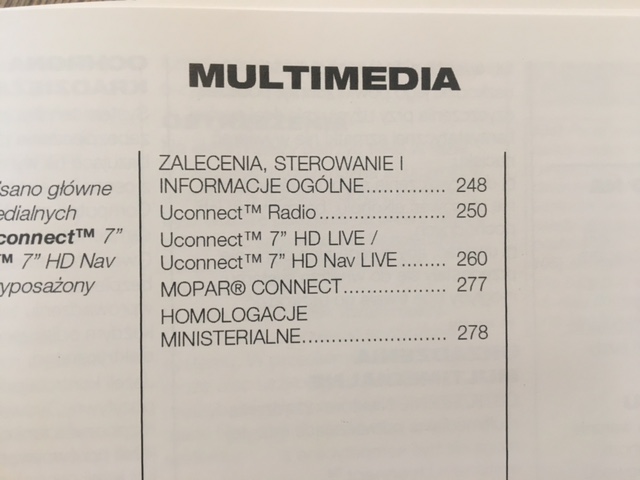 MULTIMEDIA
'sano główne
edialnych
connect™ 7”
™ 7” HD Nav
yposażony
ZALECENIA, STEROWANIE I
INFORMACJE OGÓLNE.............. 248
Uconnect™ Radio...................... 250
Uconnect™ 7” HD LIVE /
Uconnect™ 7” HD Nav LIVE........ 260
MOPAR® CONNECT.................. 277
HOMOLOGACJE
MINISTERIALNE......................... 278